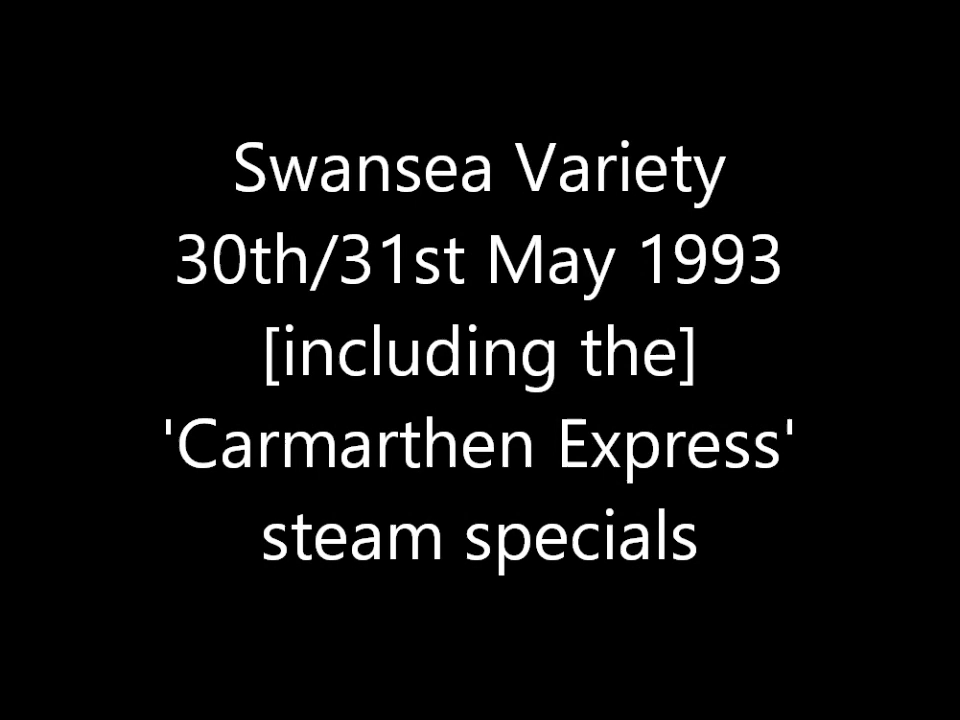 Swansea Variety
30th/31st May 1993
[including the]
'Carmarthen Express'
steam specials